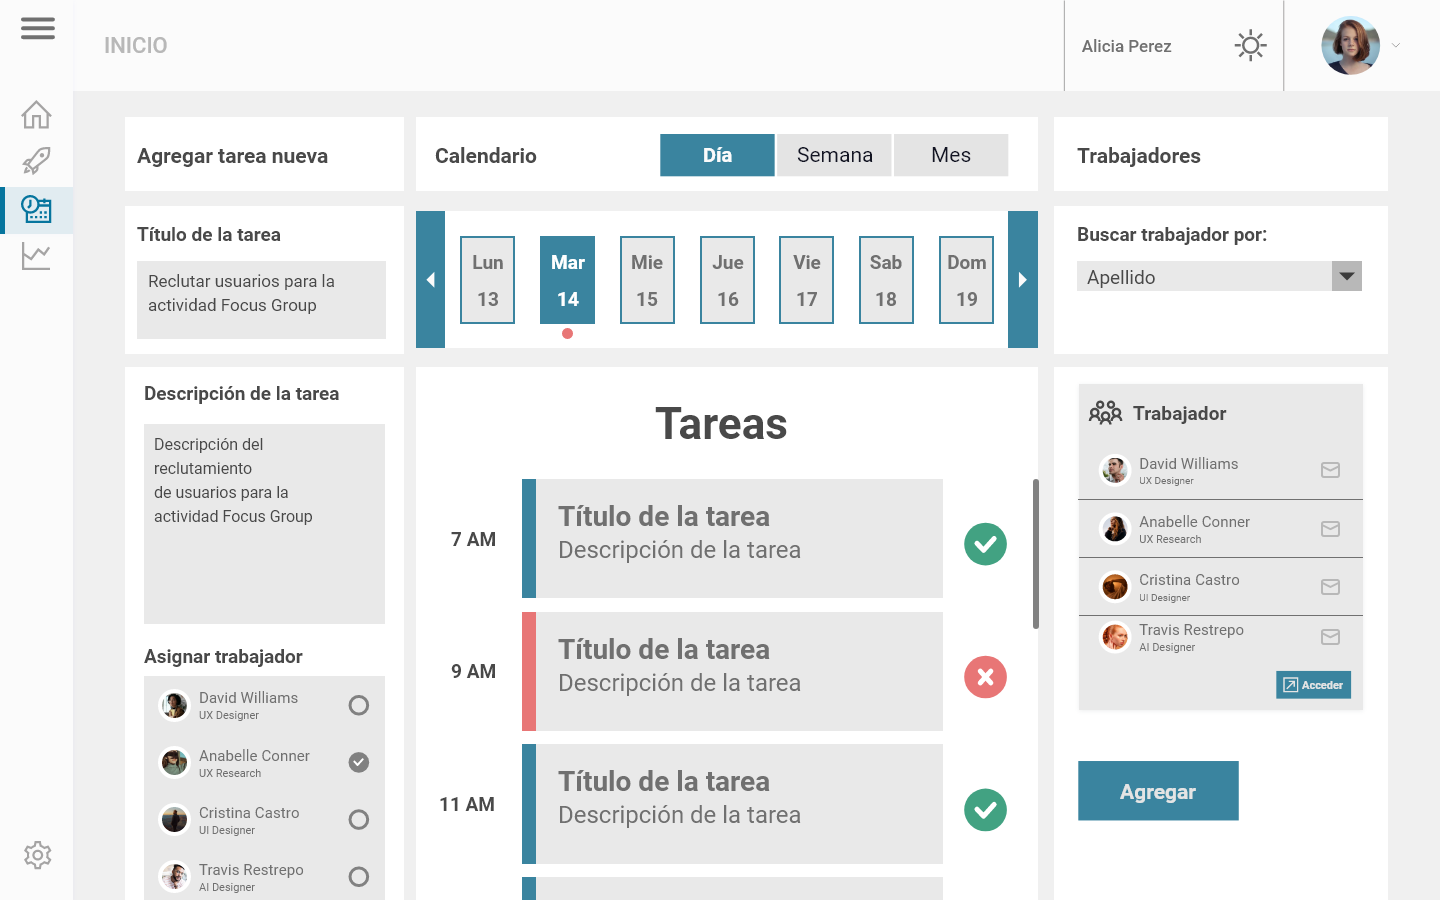 INICIO
Alicia Perez
Agregar tarea nueva
Título de la tarea
Reclutar usuarios para la
actividad Focus Group
Descripción de la tarea
Descripción del
reclutamiento
de usuarios para la
actividad Focus Group
Asignar trabajador
David Williams
UX Designer
Anabelle Conner
UX Research
Cristina Castro
UI Designer
Travis Restrepo
AI Designer
Calendario
Día
Semana
Mes
Lun
13
Mar
14
Mie
15
Jue
16
Vie
17
Sab
18
Dom
19
Tareas
7 AM
Título de la tarea
Descripción de la tarea
9 AM
Título de la tarea
Descripción de la tarea
11 AM
Título de la tarea
Descripción de la tarea
Trabajadores
Buscar trabajador por:
Apellido
Trabajador
David Williams
UX Designer
Anabelle Conner
UX Research
Cristina Castro
UI Designer
Travis Restrepo
AI Designer
Acceder
Agregar